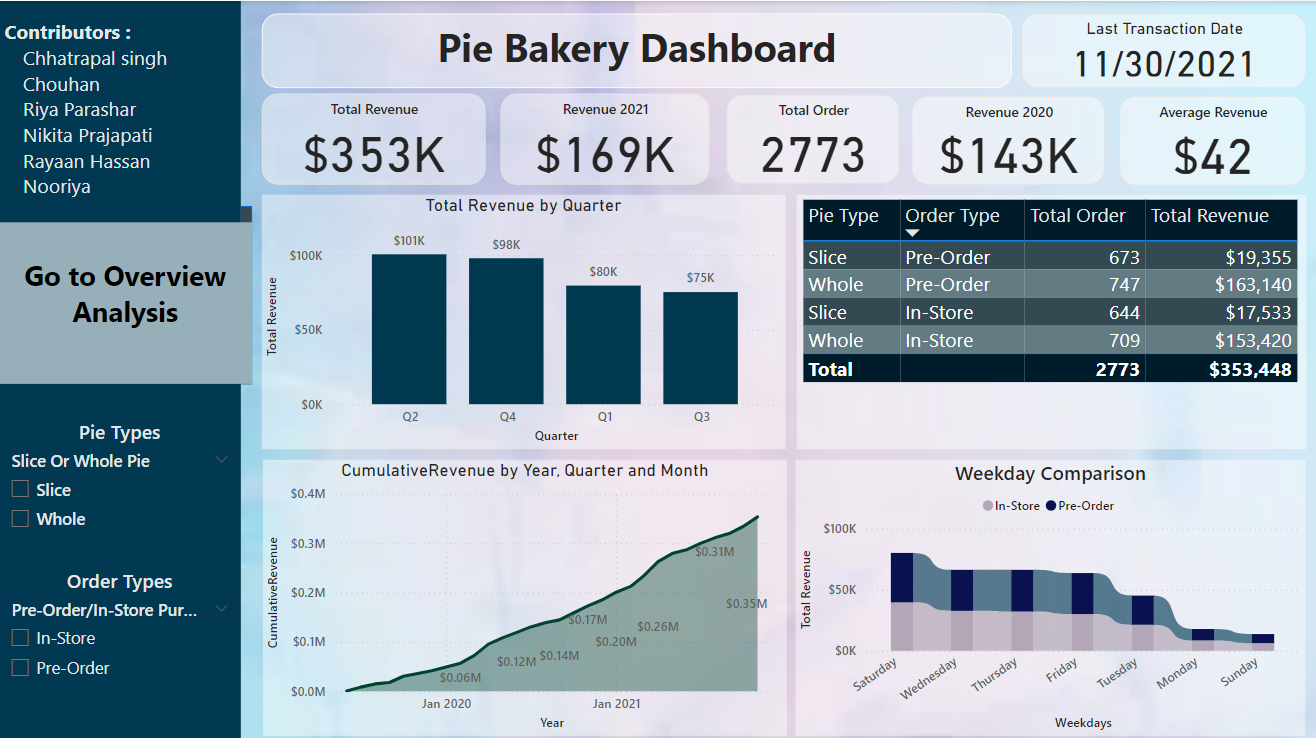 Contributors :
Chhatrapal singh
Chouhan
Riya Parashar
Nikita Prajapati
Rayaan Hassan
Nooriya
Go to Overview
Analysis
Pie Types
Slice Or Whole Pie
Slice
Whole
Order Types
Pre-Order/In-Store Pur...
In-Store
Pre-Order
Pie Bakery Dashboard
Last Transaction Date
11/30/2021
Total Revenue
$353K
Revenue 2021
$169K
Total Order
2773
Revenue 2020
$143K
Average Revenue
$42
Total Revenue by Quarter
Total Revenue
$100K
$50K
$0K
$101K
$98K
$80K
$75K
Q2 Q4 Q1 Q3
Quarter
Pie Type Order Type Total Order Total Revenue
Slice Pre-Order 673 $19,355
Whole Pre-Order 747 $163,140
Slice In-Store 644 $17,533
Whole In-Store 709 $153,420
Total 2773 $353,448
CumulativeRevenue by Year, Quarter and Month
CumulativeRevenue
$0.4M
$0.3M
$0.2M
$0.1M
$0.0M
$0.06M
$0.12M
$0.14M
$0.17M
$0.20M
$0.26M
$0.31M
$0.35M
Jan 2020 Jan 2021
Year
Weekday Comparison
In-Store Pre-Order
Total Revenue
$100K
$50K
$0K
Saturday Wednesday Thursday Friday Tuesday Monday Sunday
Weekdays